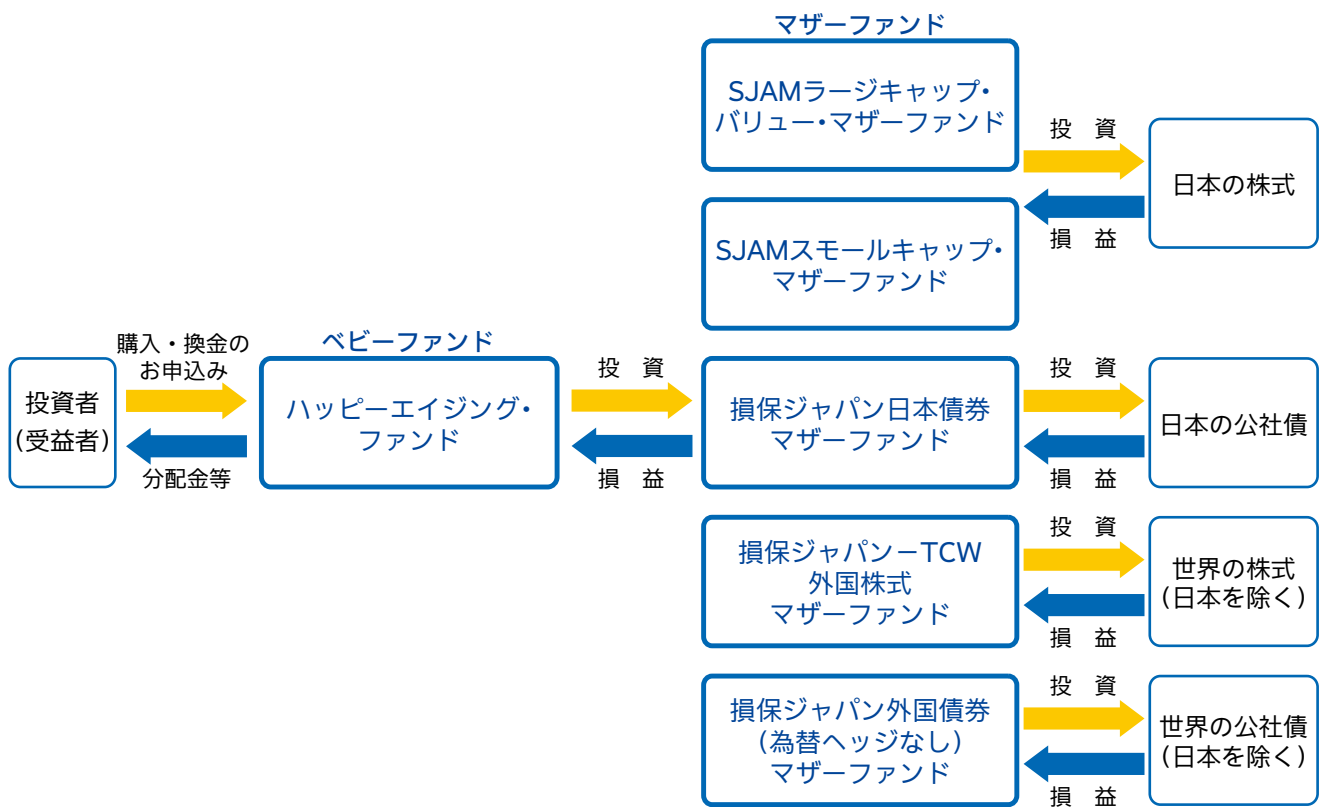 マザーファンド
SJAMラージキャップ・
バリュー・マザーファンド
投　資
損　益
日本の株式
SJAMスモールキャップ・
マザーファンド
投資者
(受益者)
購入・換金の
お申込み
分配金等
ベビーファンド
ハッピーエイジング・
ファンド
投　資
損　益
損保ジャパン日本債券
マザーファンド
投　資
損　益
日本の公社債
損保ジャパン－TCW
外国株式
マザーファンド
投　資
損　益
世界の株式
(日本を除く)
損保ジャパン外国債券
(為替ヘッジなし)
マザーファンド
投　資
損　益
世界の公社債
(日本を除く)